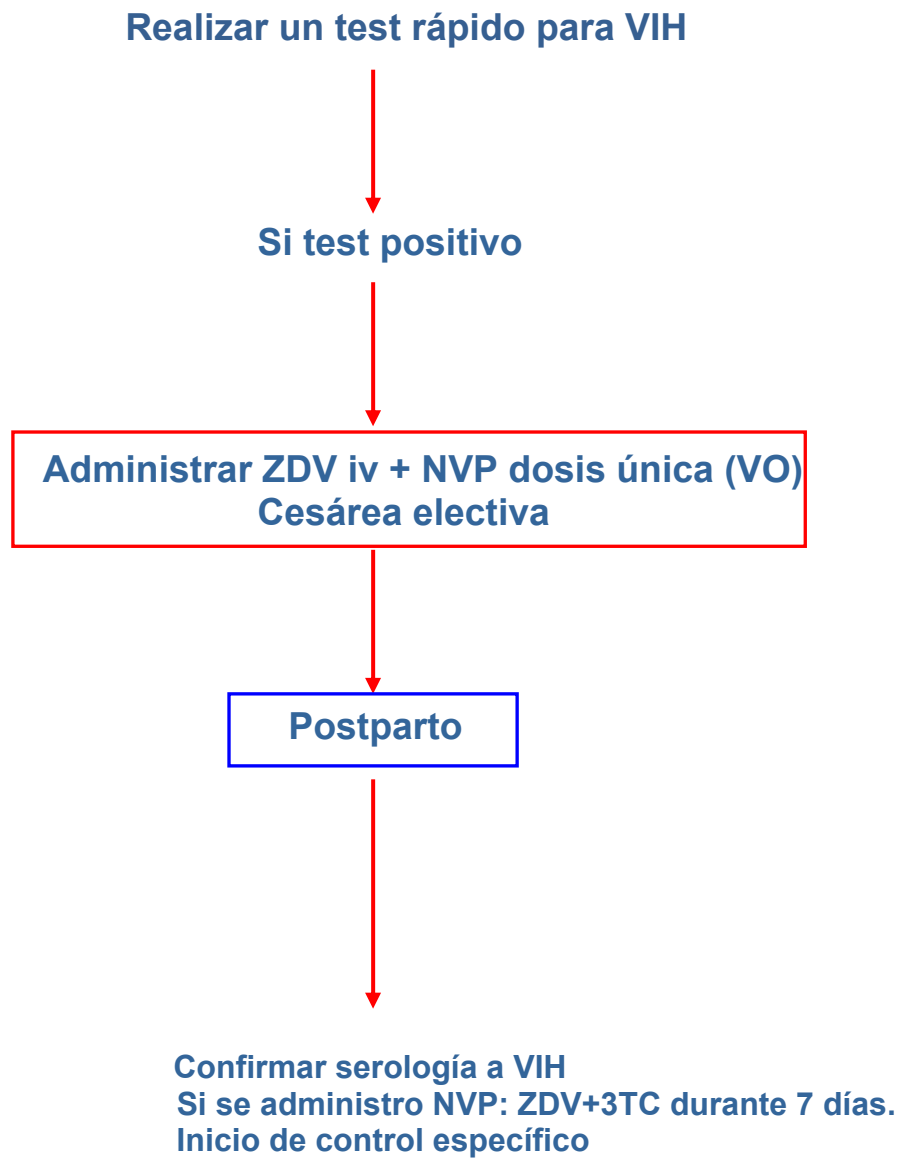 Realizar un test rápido para VIH
Si test positivo
Administrar ZDV iv + NVP dosis única (VO)
Cesárea electiva
Postparto
Confirmar serología a VIH
Si se administro NVP: ZDV+3TC durante 7 días.
Inicio de control específico